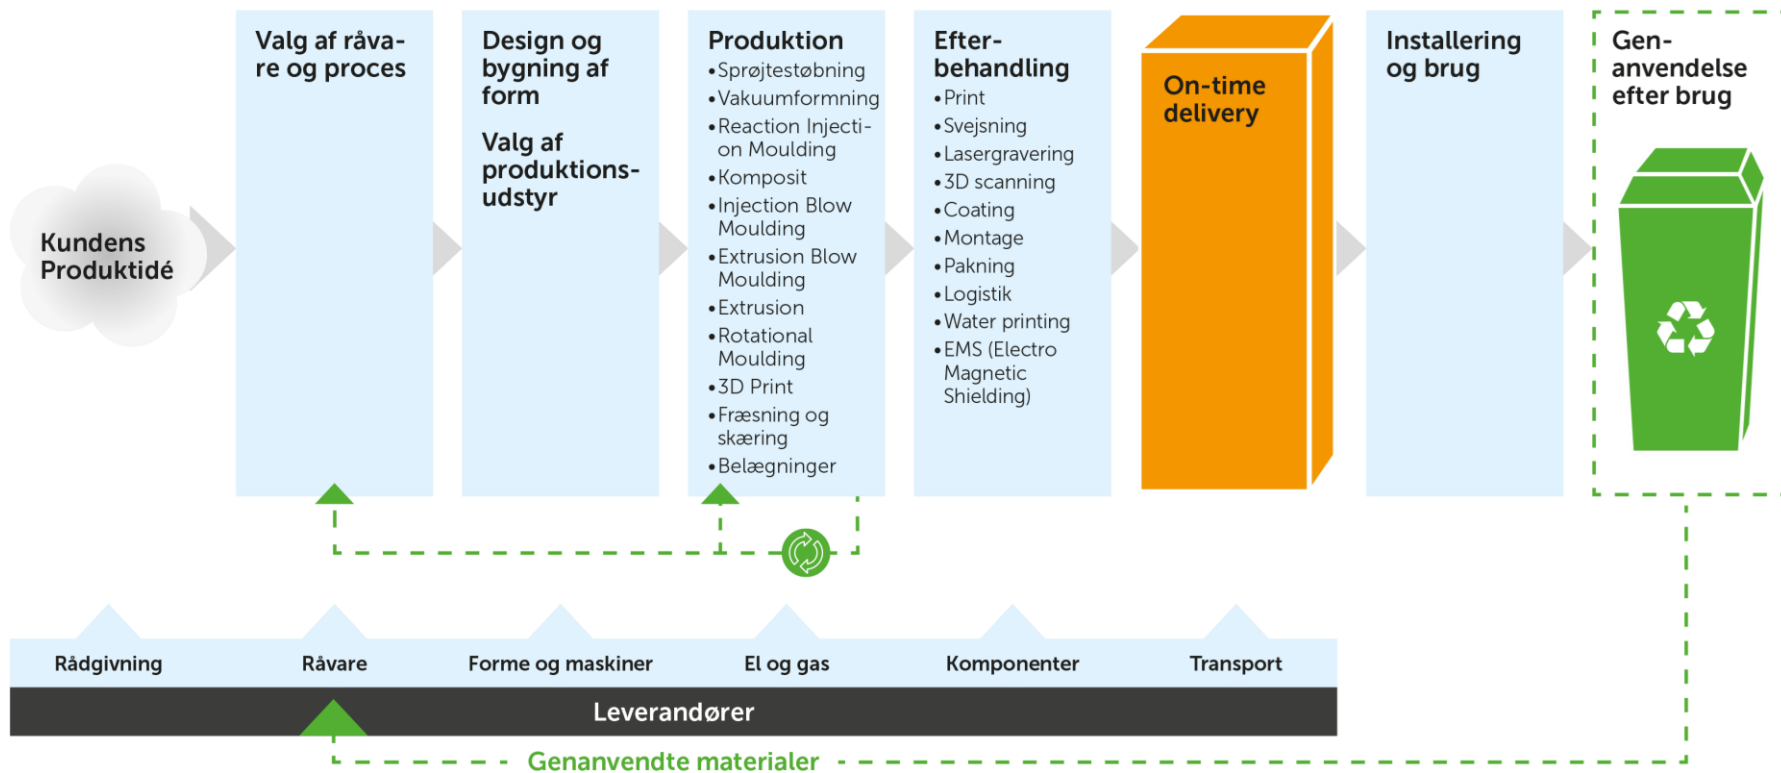 Kundens
Produktidé
Valg af råva-
re og proces
Design og
bygning af
form
Valg af
produktions-
udstyr
Produktion
•Sprøjtestøbning
•Vakuumformning
•Reaction Injecti-
on Moulding
•Komposit
•Injection Blow
Moulding
•Extrusion Blow
Moulding
•Extrusion
•Rotational
Moulding
•3D Print
•Fræsning og
skæring
•Belægninger
Efter-
behandling
•Print
•Svejsning
•Lasergravering
•3D scanning
•Coating
•Montage
•Pakning
•Logistik
•Water printing
•EMS (Electro
Magnetic
Shielding)
On-time
delivery
Installering
og brug
Gen-
anvendelse
efter brug
Rådgivning
Råvare
Forme og maskiner
El og gas
Komponenter
Transport
Leverandører
Genanvendte materialer